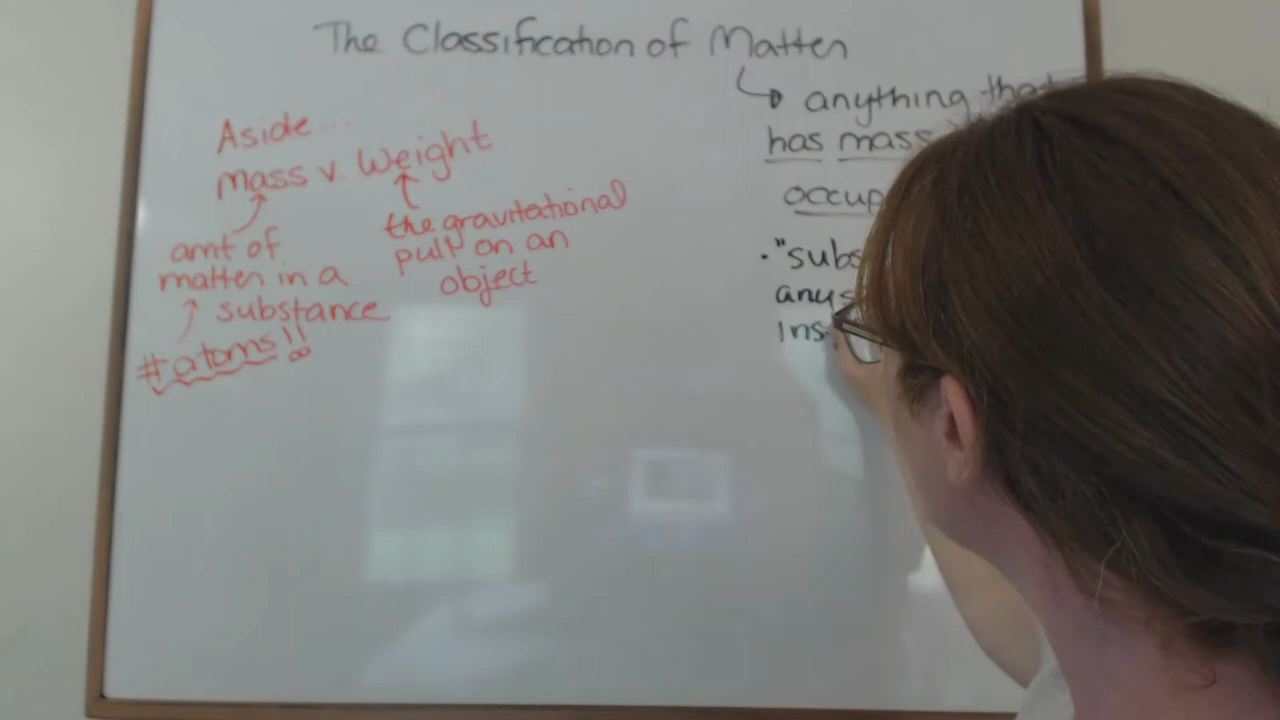 The Classification of Matter
anything that
has mass
Aside...
mass v. Weight
the gravitational
pull on an
object
amt of
matter in a
substance
# atoms!!